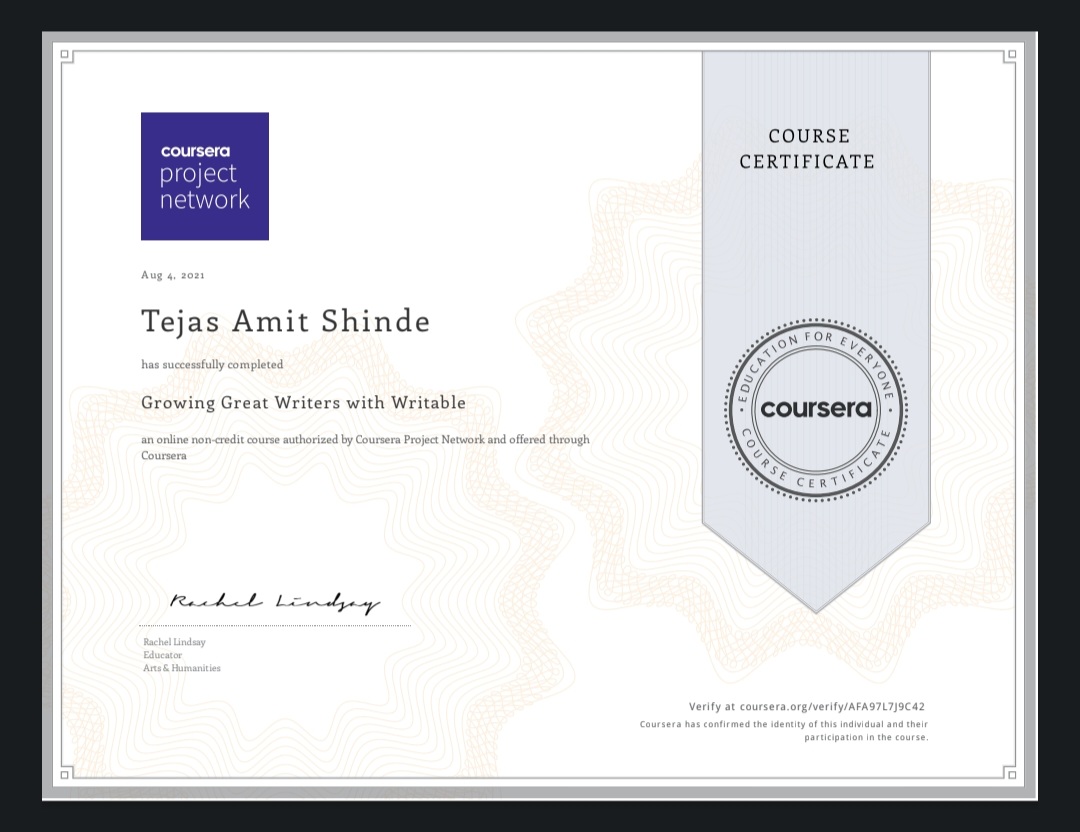 coursera
project
network
COURSE
CERTIFICATE
Aug 4, 2021
Tejas Amit Shinde
has successfully completed
Growing Great Writers with Writable
an online non-credit course authorized by Coursera Project Network and offered through
Coursera
EDUCATION FOR EVERYONE
coursera
COURSE CERTIFICATE
Rachel Lindsay
Rachel Lindsay
Educator
Arts & Humanities
Verify at coursera.org/verify/AFA97L7J9C42
Coursera has confirmed the identity of this individual and their
participation in the course.